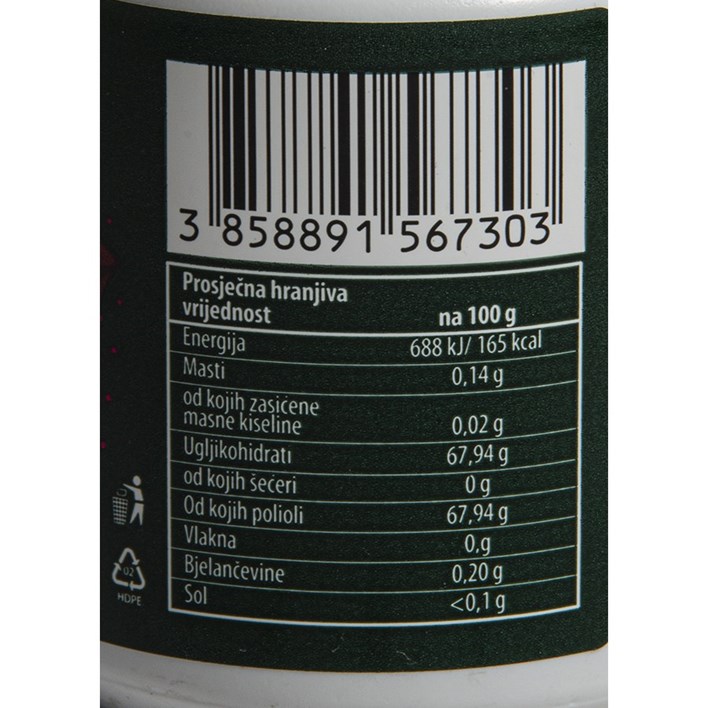 3 858891 567303
Prosječna hranjiva
vrijednost na 100 g
Energija 688 kJ/ 165 kcal
Masti 0,14 g
od kojih zasićene
masne kiseline 0,02 g
Ugljikohidrati 67,94 g
od kojih šećeri 0 g
Od kojih polioli 67,94 g
Vlakna 0,g
Bjelančevine 0,20 g
Sol <0,1 g
02
HDPE